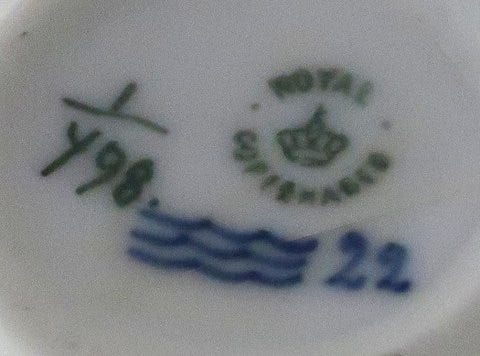 ROYAL
COPENHAGEN
1/498.
22